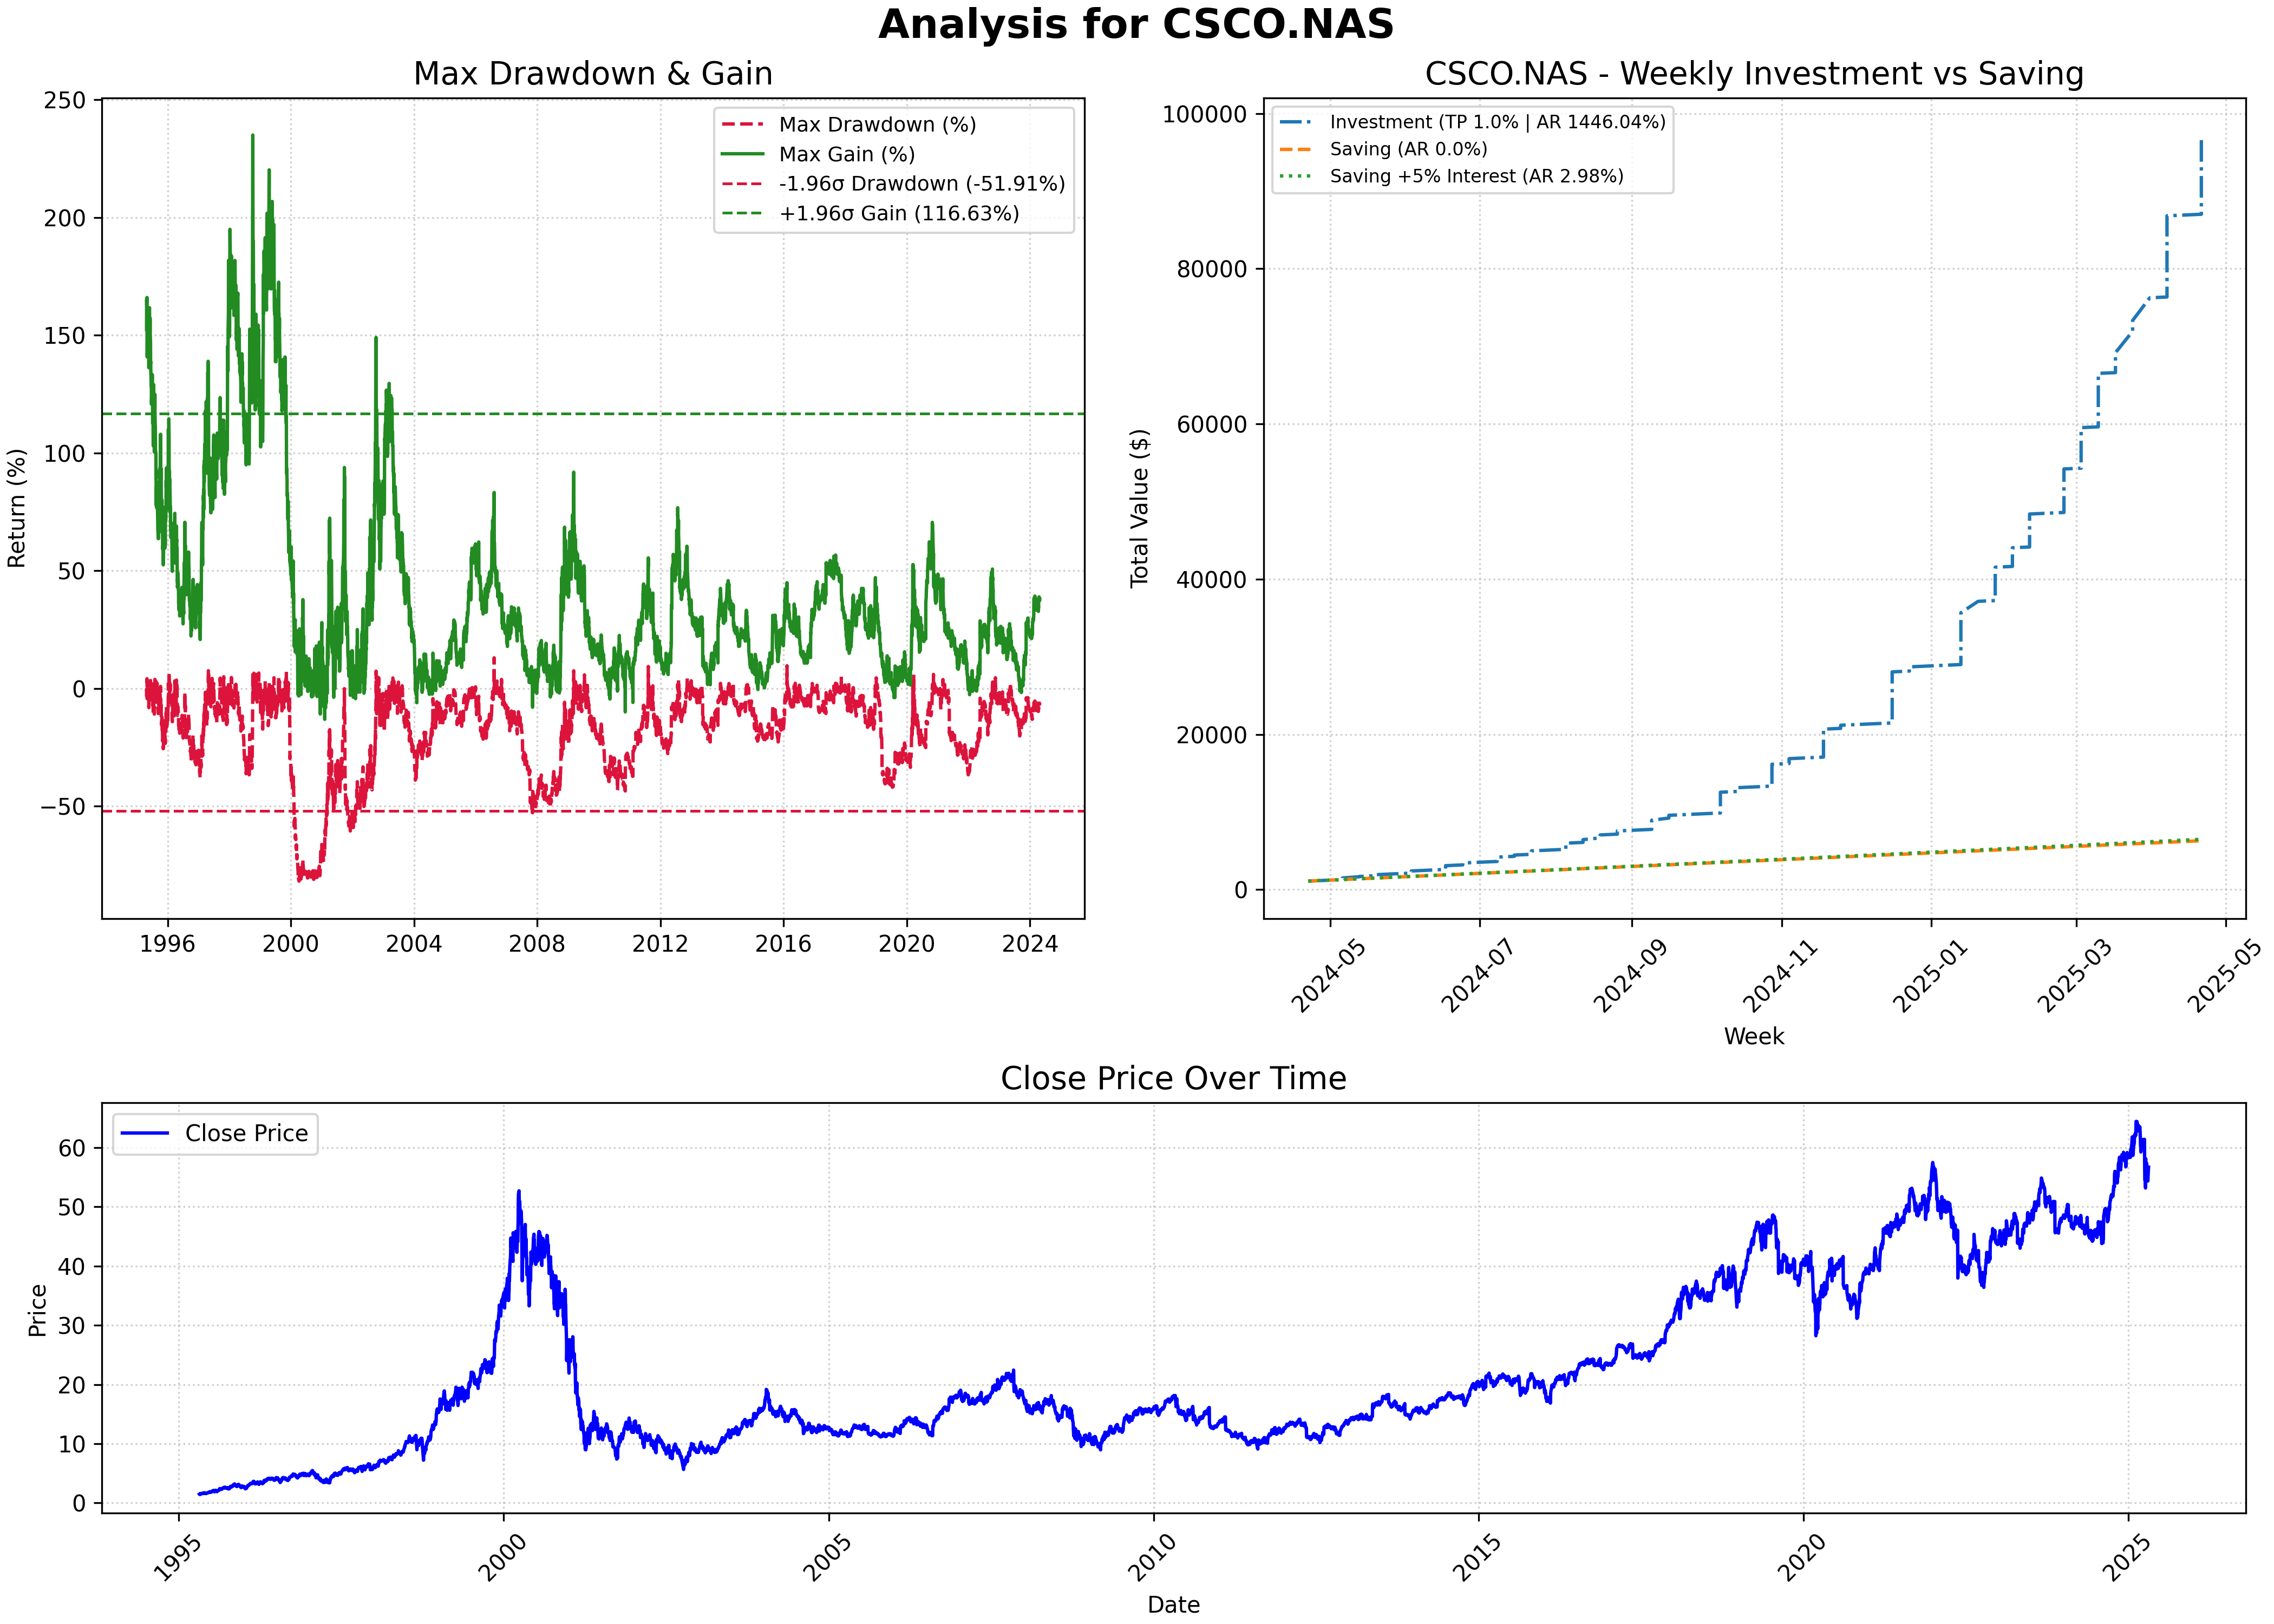 Analysis for CSCO.NAS
Max Drawdown & Gain
250
200
150
100
50
0
−50
Return (%)
Max Drawdown (%)
Max Gain (%)
-1.96σ Drawdown (-51.91%)
+1.96σ Gain (116.63%)
1996
2000
2004
2008
2012
2016
2020
2024
CSCO.NAS - Weekly Investment vs Saving
100000
80000
60000
40000
20000
0
Total Value ($)
Investment (TP 1.0% | AR 1446.04%)
Saving (AR 0.0%)
Saving +5% Interest (AR 2.98%)
2024-05
2024-07
2024-09
2024-11
2025-01
2025-03
2025-05
Week
Close Price Over Time
Close Price
60
50
40
30
20
10
0
Price
1995
2000
2005
2010
2015
2020
2025
Date